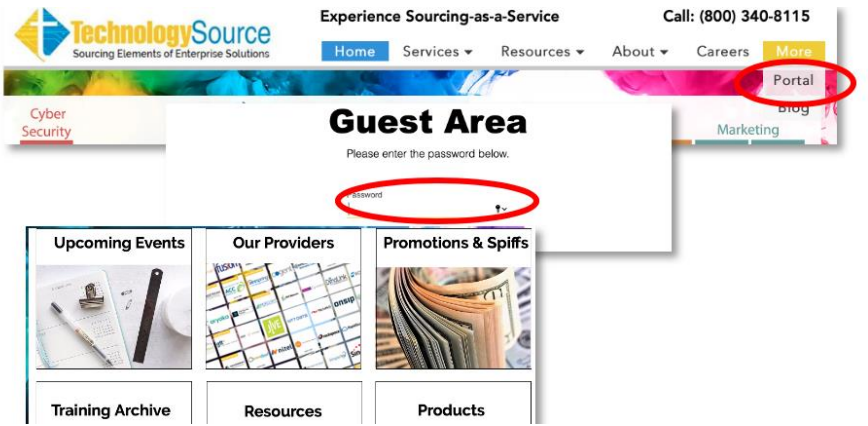 Experience Sourcing-as-a-Service
Call: (800) 340-8115
TechnologySource
Sourcing Elements of Enterprise Solutions
Home Services Resources About Careers More
Portal
Blog
Cyber
Security
Marketing
Guest Area
Please enter the password below.
Password
Upcoming Events Our Providers Promotions & Spiffs
onsip
JIVE
Training Archive Resources Products